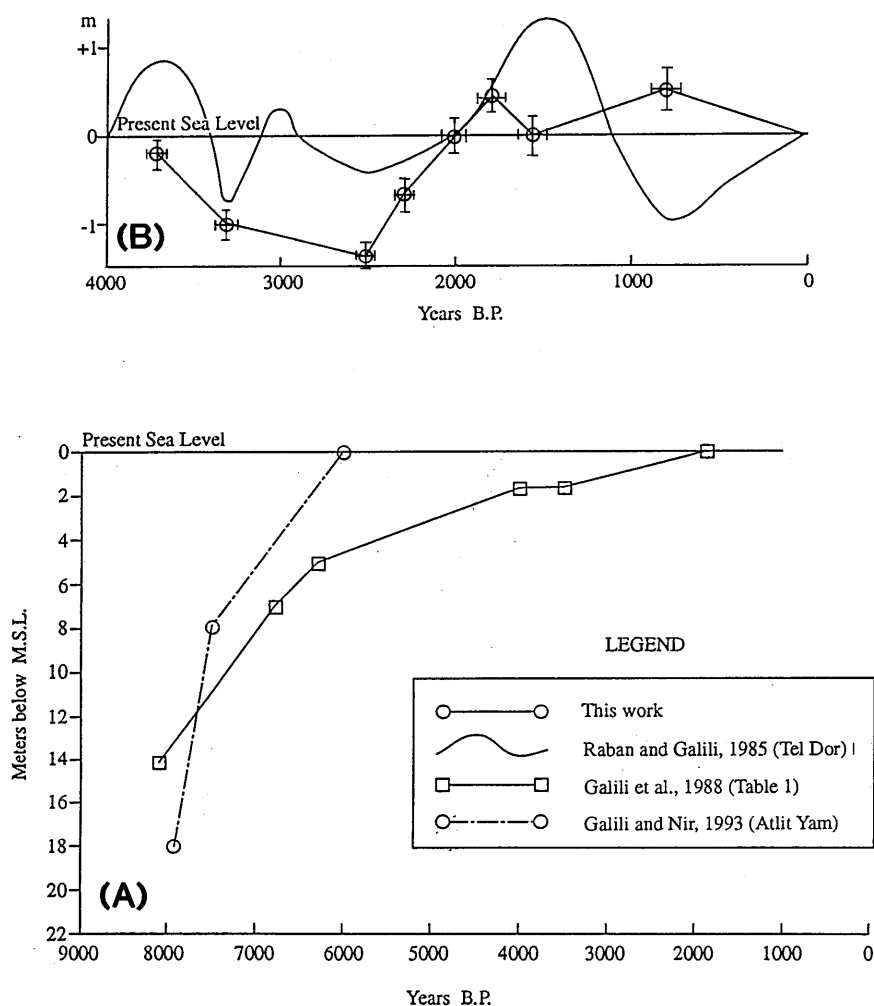 m
+1
Present Sea Level
0
-1
(B)
4000 3000 2000 1000 0
Years B.P.
Present Sea Level
0
2
4
6
8
10
12
14
16
18
20
22
Meters below M.S.L.
(A)
LEGEND
This work
Raban and Galili, 1985 (Tel Dor)
Galili et al., 1988 (Table 1)
Galili and Nir, 1993 (Atlit Yam)
9000 8000 7000 6000 5000 4000 3000 2000 1000 0
Years B.P.